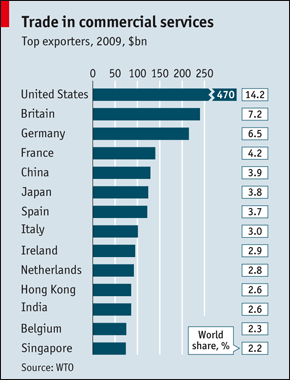 Trade in commercial services
Top exporters, 2009, $bn
0 50 100 150 200 250
United States 470 14.2
Britain 7.2
Germany 6.5
France 4.2
China 3.9
Japan 3.8
Spain 3.7
Italy 3.0
Ireland 2.9
Netherlands 2.8
Hong Kong 2.6
India 2.6
Belgium 2.3
Singapore 2.2
World
share, %
Source: WTO